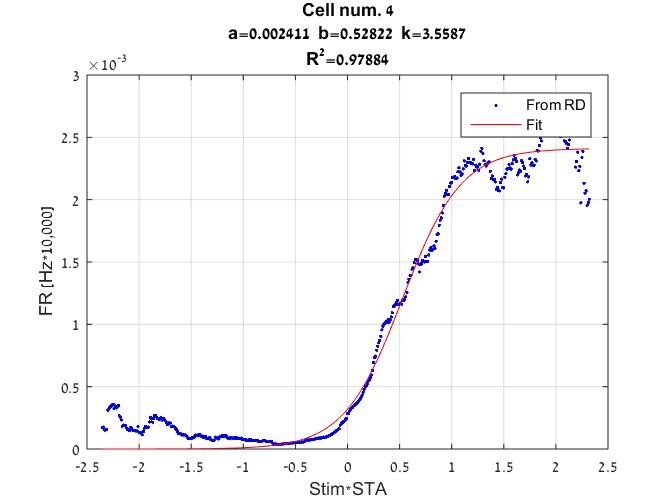 Cell num. 4
a=0.002411 b=0.52822 k=3.5587
R²=0.97884
×10⁻³
3
2.5
2
1.5
1
0.5
0
From RD
Fit
FR [Hz*10,000]
-2.5 -2 -1.5 -1 -0.5 0 0.5 1 1.5 2 2.5
Stim*STA